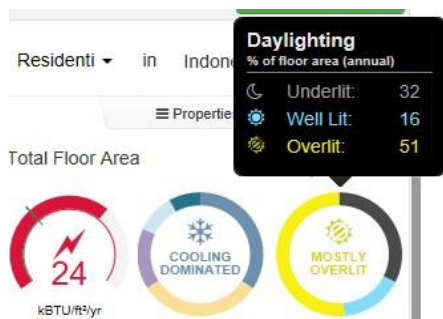 Residenti in Indon
Daylighting
% of floor area (annual)
Underlit: 32
Well Lit: 16
Overlit: 51
Propertie
Total Floor Area
24
kBTU/ft²/yr
COOLING
DOMINATED
MOSTLY
OVERLIT